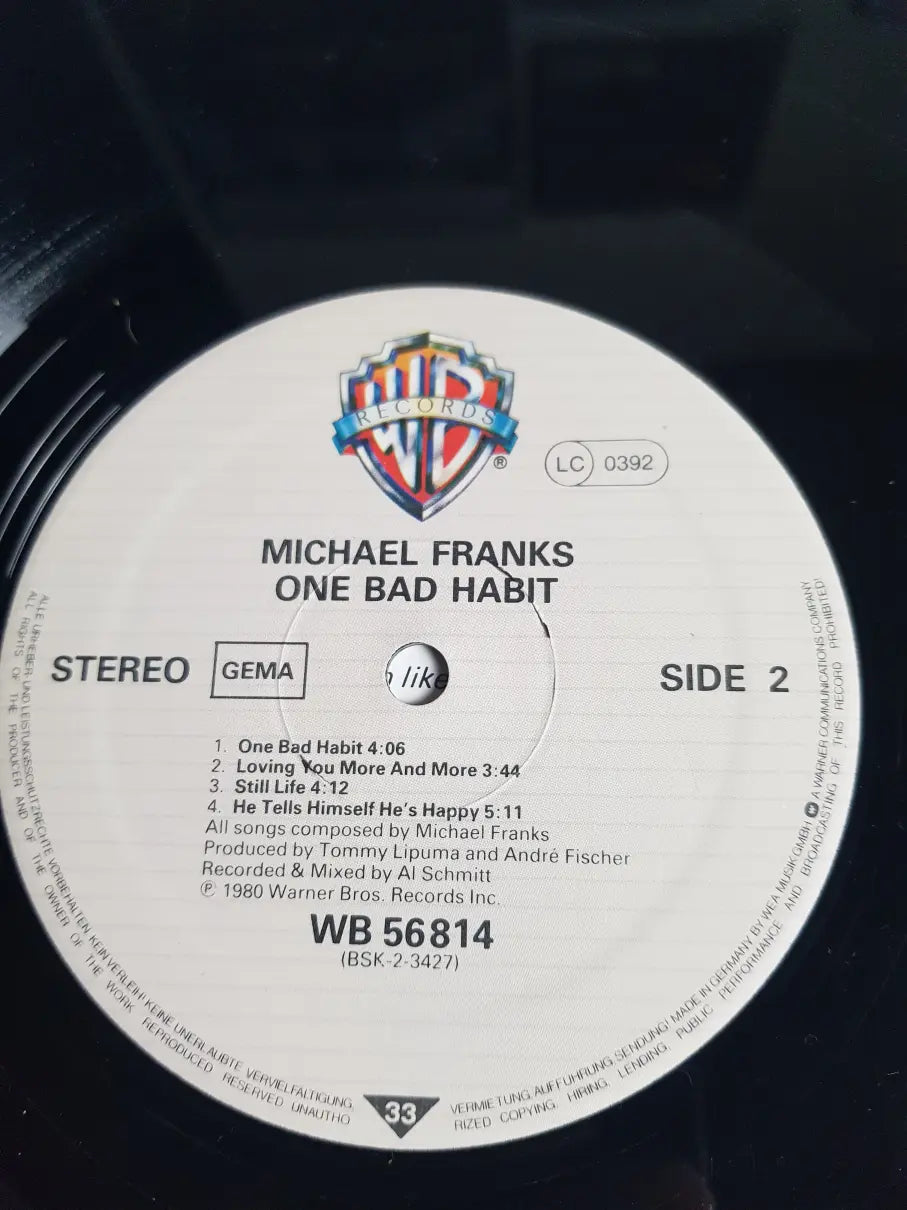 WB
RECORDS
®
LC 0392
MICHAEL FRANKS
ONE BAD HABIT
STEREO GEMA
like
SIDE 2
1. One Bad Habit 4:06
2. Loving You More And More 3:44
3. Still Life 4:12
4. He Tells Himself He's Happy 5:11
All songs composed by Michael Franks
Produced by Tommy Lipuma and André Fischer
Recorded & Mixed by Al Schmitt
℗ 1980 Warner Bros. Records Inc.
WB 56814
(BSK-2-3427)
33
ALLE URHEBER- UND LEISTUNGSSCHUTZRECHTE VORBEHALTEN. KEIN VERLEIH! KEINE UNERLAUBTE VERVIELFÄLTIGUNG,
VERMIETUNG, AUFFÜHRUNG, SENDUNG! MADE IN GERMANY BY WEA MUSIK GMBH A WARNER COMMUNICATIONS COMPANY
ALL RIGHTS OF THE PRODUCER AND OF THE OWNER OF THE WORK REPRODUCED RESERVED UNAUTHO
RIZED COPYING, HIRING, LENDING, PUBLIC PERFORMANCE AND BROADCASTING OF THIS RECORD PROHIBITED!